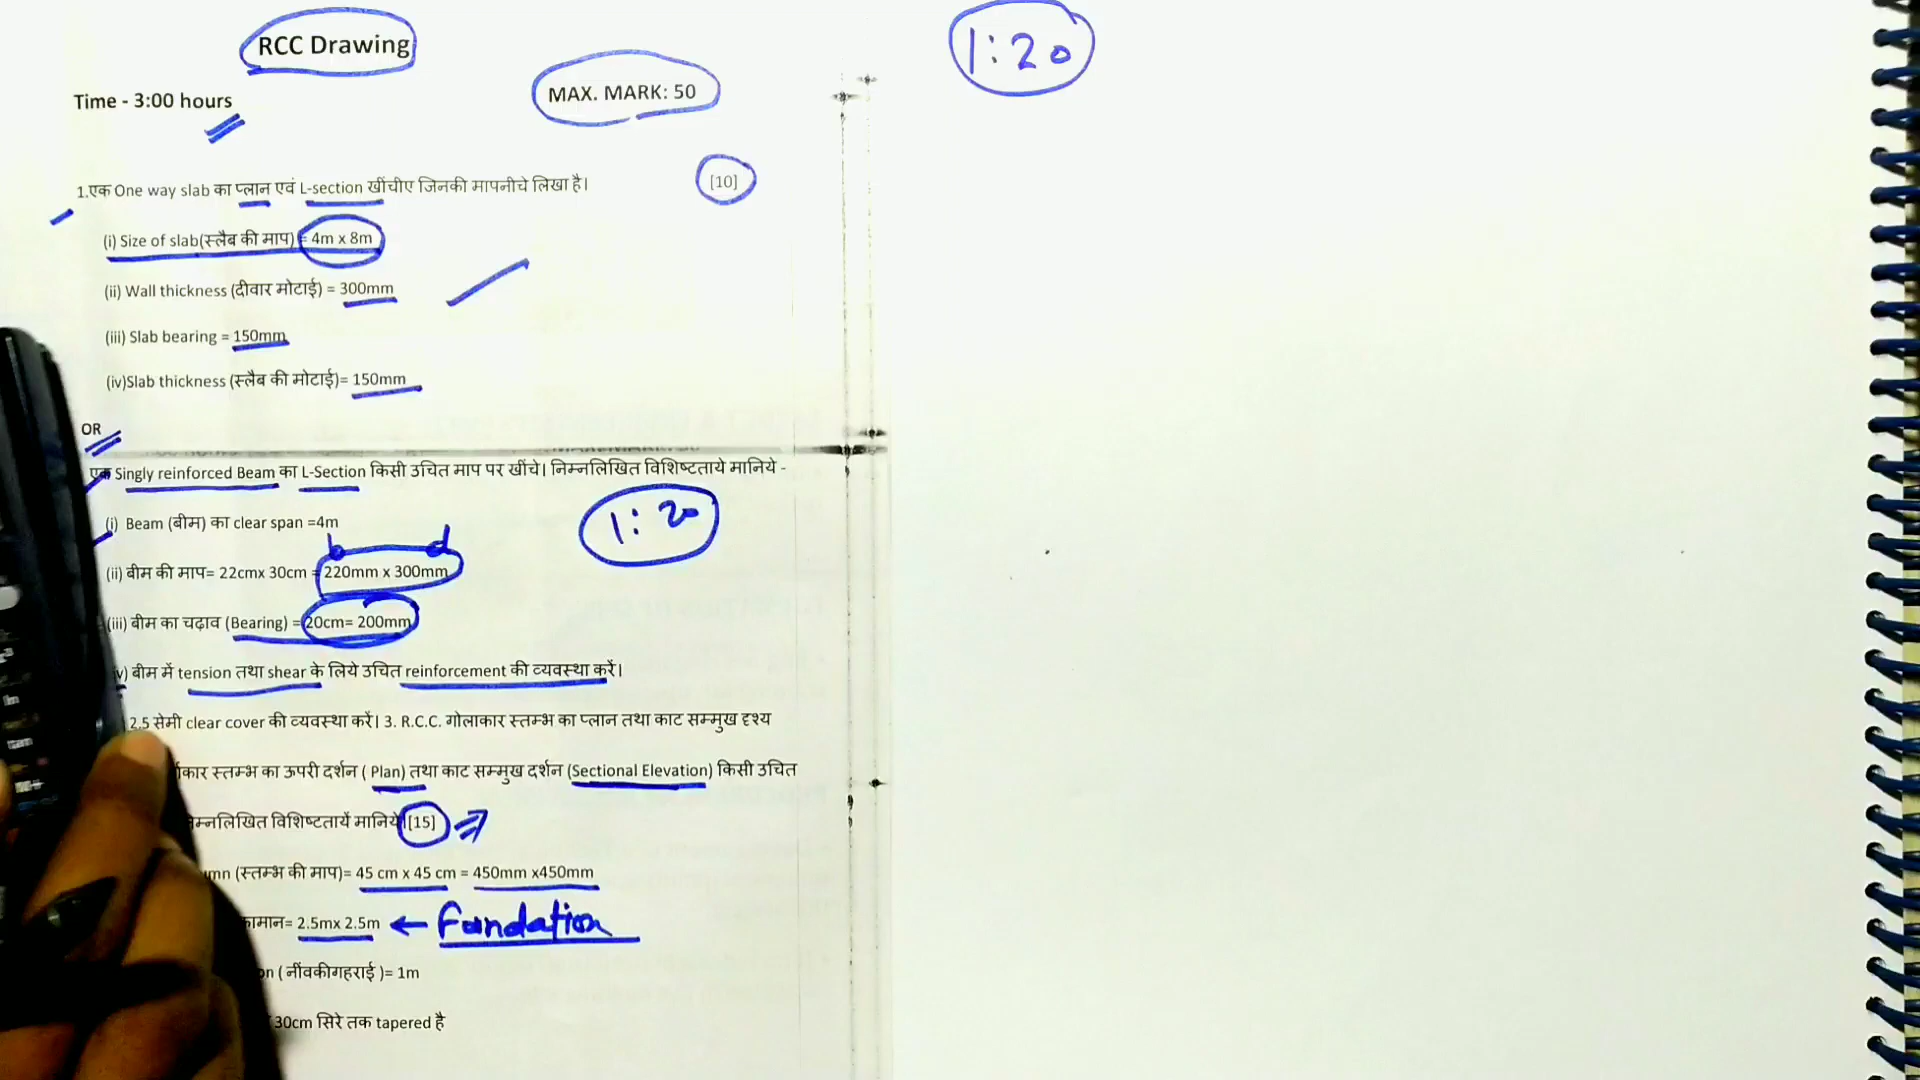 RCC Drawing
1:20
Time - 3:00 hours
MAX. MARK: 50
1.एक One way slab का प्लान एवं L-section खींचीए जिनकी मापनीचे लिखा है। [10]
(i) Size of slab(स्लैब की माप) = 4m x 8m
(ii) Wall thickness (दीवार मोटाई) = 300mm
(iii) Slab bearing = 150mm
(iv)Slab thickness (स्लैब की मोटाई)= 150mm
OR
एक Singly reinforced Beam का L-Section किसी उचित माप पर खींचे। निम्नलिखित विशिष्टताये मानिये -
1:20
(i) Beam (बीम) का clear span =4m
b d
(ii) बीम की माप= 22cmx 30cm = 220mm x 300mm
(iii) बीम का चढ़ाव (Bearing) = 20cm= 200mm
v) बीम में tension तथा shear के लिये उचित reinforcement की व्यवस्था करें।
2.5 सेमी clear cover की व्यवस्था करें। 3. R.C.C. गोलाकार स्तम्भ का प्लान तथा काट सम्मुख दृश्य
स्तम्भ का ऊपरी दर्शन ( Plan) तथा काट सम्मुख दर्शन (Sectional Elevation) किसी उचित
विशिष्टतायें मानिये [15]
(स्तम्भ की माप)= 45 cm x 45 cm = 450mm x450mm
= 2.5mx 2.5m ← Fundation
( नींवकीगहराई )= 1m
30cm सिरे तक tapered है